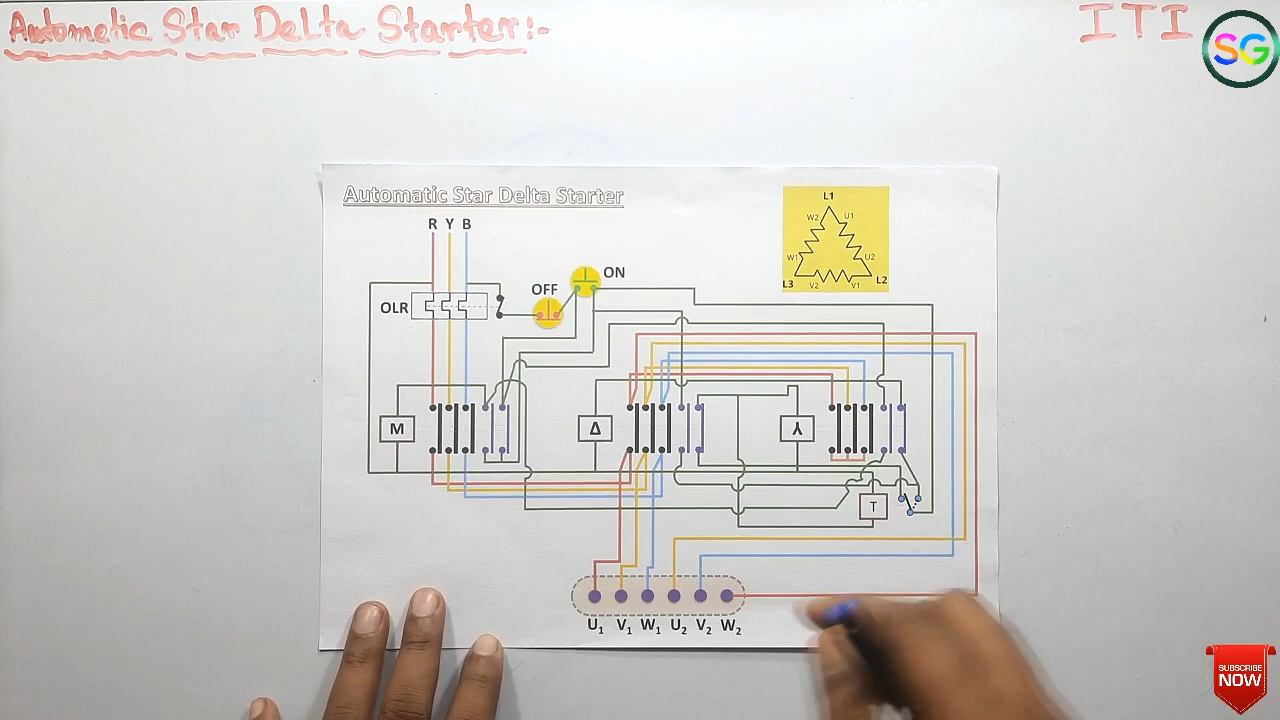 Automatic Star Delta Starter:-
ITI
SG
Automatic Star Delta Starter
R Y B
OLR
OFF
ON
L1
W2 U1
W1 U2
L3 V2 V1 L2
M
Δ
⅄
T
U1 V1 W1 U2 V2 W2
SUBSCRIBE
NOW